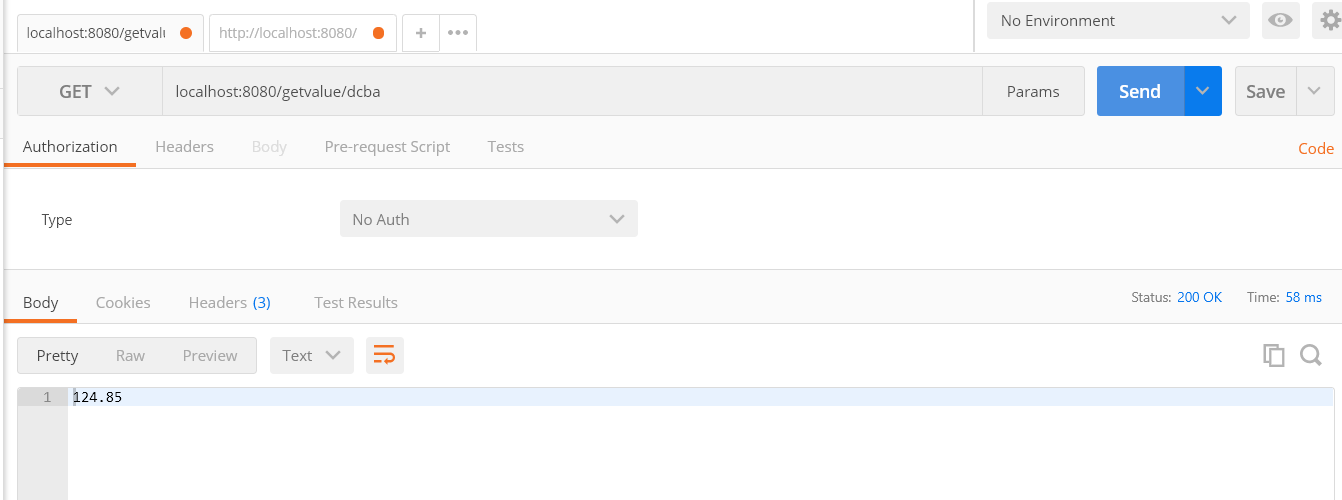 localhost:8080/getvalu http://localhost:8080/ + ••• No Environment
GET localhost:8080/getvalue/dcba Params Send Save
Authorization Headers Body Pre-request Script Tests Code
Type No Auth
Body Cookies Headers (3) Test Results Status: 200 OK Time: 58 ms
Pretty Raw Preview Text
1 124.85